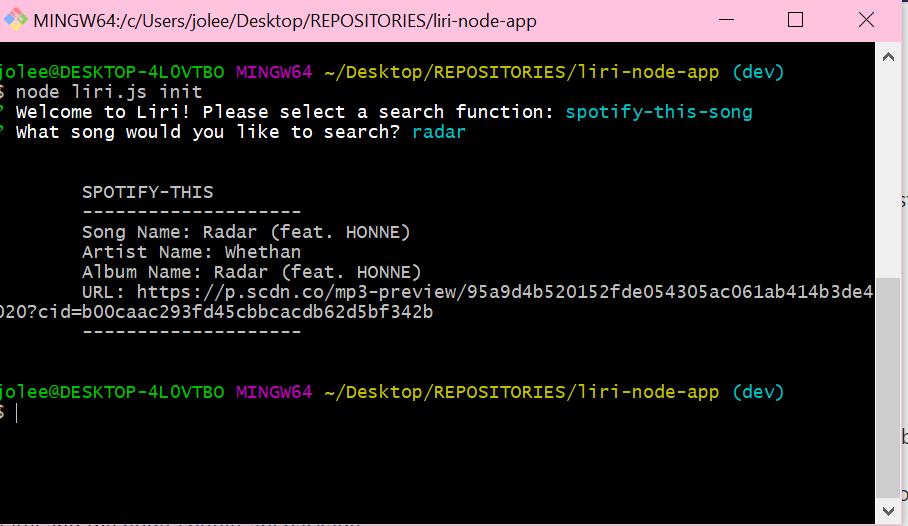 MINGW64:/c/Users/jolee/Desktop/REPOSITORIES/liri-node-app
jolee@DESKTOP-4L0VTBO MINGW64 ~/Desktop/REPOSITORIES/liri-node-app (dev)
$ node liri.js init
? Welcome to Liri! Please select a search function: spotify-this-song
? What song would you like to search? radar
SPOTIFY-THIS
--------------------
Song Name: Radar (feat. HONNE)
Artist Name: Whethan
Album Name: Radar (feat. HONNE)
URL: https://p.scdn.co/mp3-preview/95a9d4b520152fde054305ac061ab414b3de4
020?cid=b00caac293fd45cbbcacdb62d5bf342b
--------------------
jolee@DESKTOP-4L0VTBO MINGW64 ~/Desktop/REPOSITORIES/liri-node-app (dev)
$